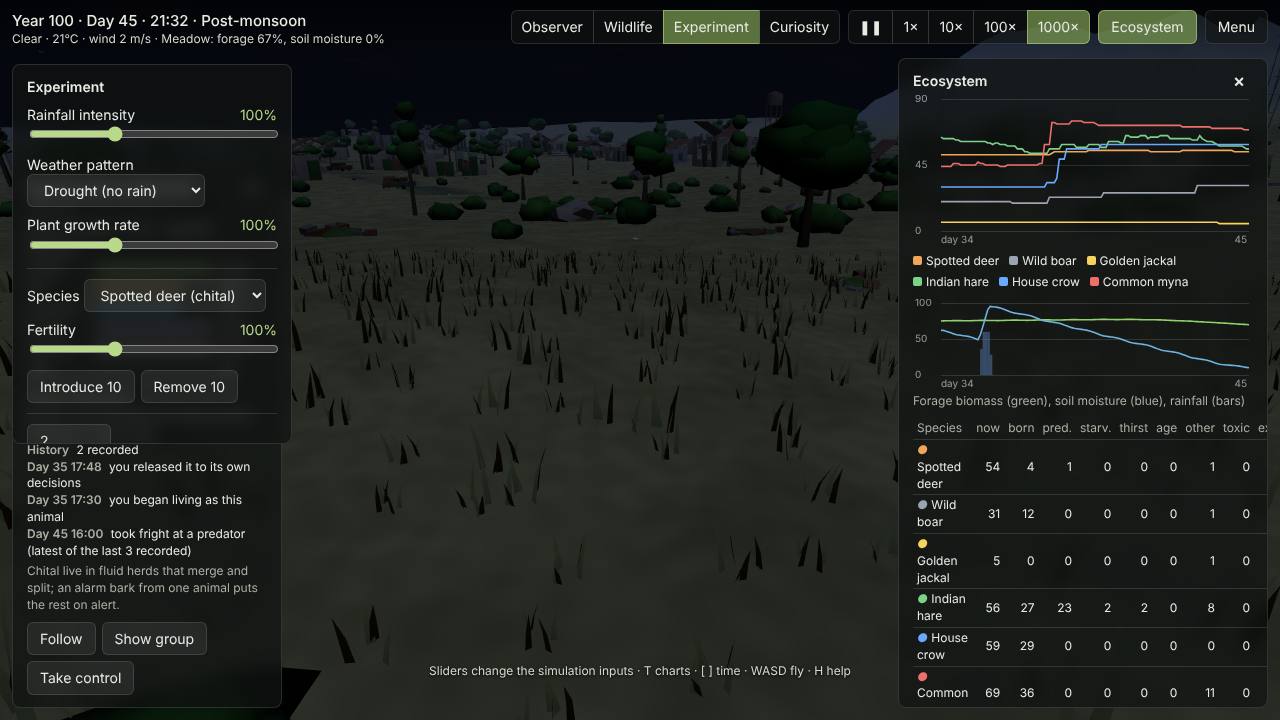 Year 100 · Day 45 · 21:32 · Post-monsoon
Clear · 21°C · wind 2 m/s · Meadow: forage 67%, soil moisture 0%
Observer Wildlife Experiment Curiosity
❚❚ 1× 10× 100× 1000× Ecosystem Menu
Experiment
Rainfall intensity 100%
Weather pattern
Drought (no rain)
Plant growth rate 100%
Species Spotted deer (chital)
Fertility 100%
Introduce 10 Remove 10
2
History 2 recorded
Day 35 17:48 you released it to its own
decisions
Day 35 17:30 you began living as this
animal
Day 45 16:00 took fright at a predator
(latest of the last 3 recorded)
Chital live in fluid herds that merge and
split; an alarm bark from one animal puts
the rest on alert.
Follow Show group
Take control
Sliders change the simulation inputs · T charts · [ ] time · WASD fly · H help
Ecosystem ×
90
45
0
day 34 45
Spotted deer Wild boar Golden jackal
Indian hare House crow Common myna
100
50
0
day 34 45
Forage biomass (green), soil moisture (blue), rainfall (bars)
Species now born pred. starv. thirst age other toxic
Spotted deer 54 4 1 0 0 0 1 0
Wild boar 31 12 0 0 0 0 1 0
Golden jackal 5 0 0 0 0 0 1 0
Indian hare 56 27 23 2 2 0 8 0
House crow 59 29 0 0 0 0 0 0
Common 69 36 0 0 0 0 11 0